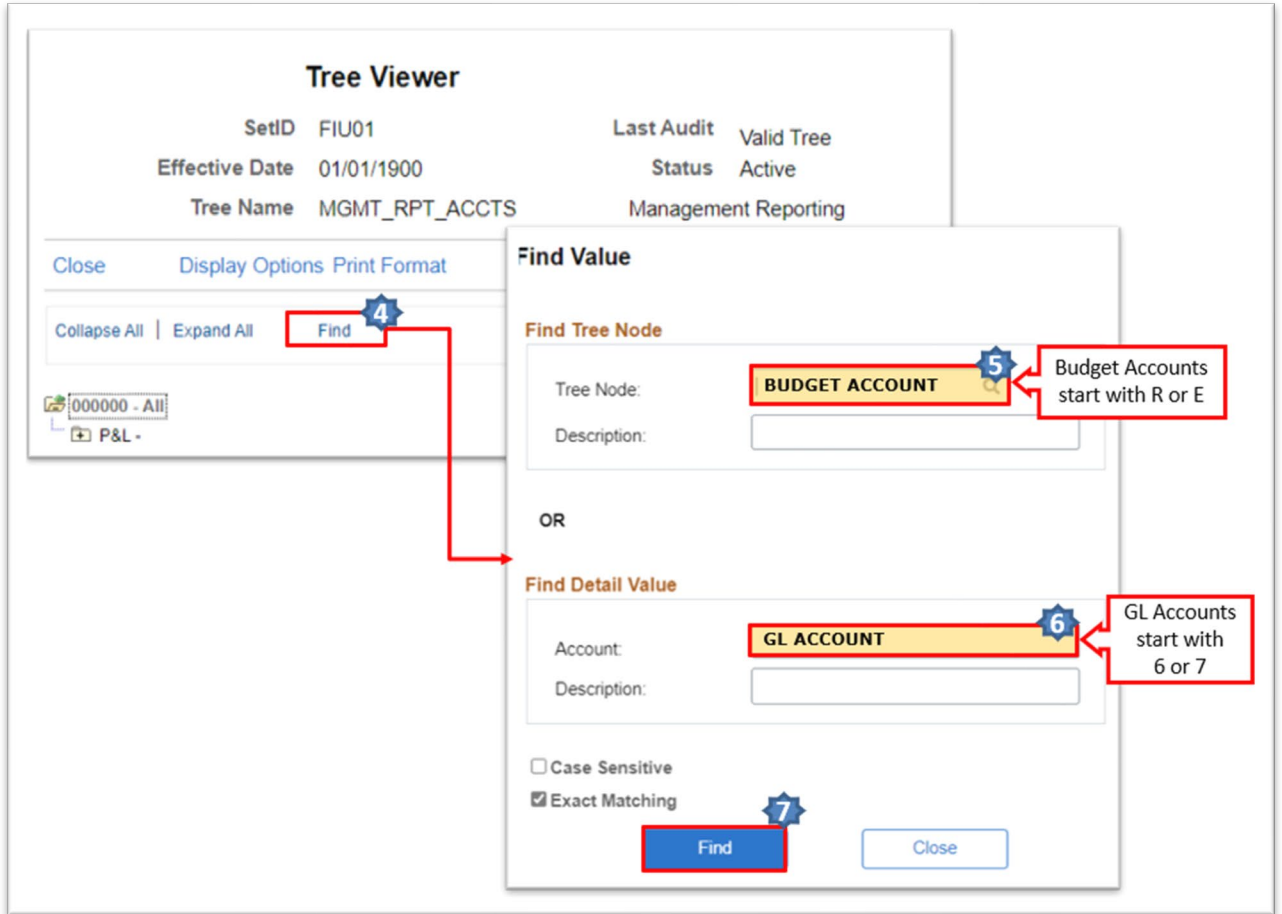 Tree Viewer
SetID FIU01 Last Audit Valid Tree
Effective Date 01/01/1900 Status Active
Tree Name MGMT_RPT_ACCTS Management Reporting
Close Display Options Print Format
Collapse All | Expand All Find 4
000000 - All
P&L -
Find Value
Find Tree Node
Tree Node: BUDGET ACCOUNT 5
Budget Accounts
start with R or E
Description:
OR
Find Detail Value
Account: GL ACCOUNT 6
GL Accounts
start with
6 or 7
Description:
Case Sensitive
Exact Matching
7
Find Close